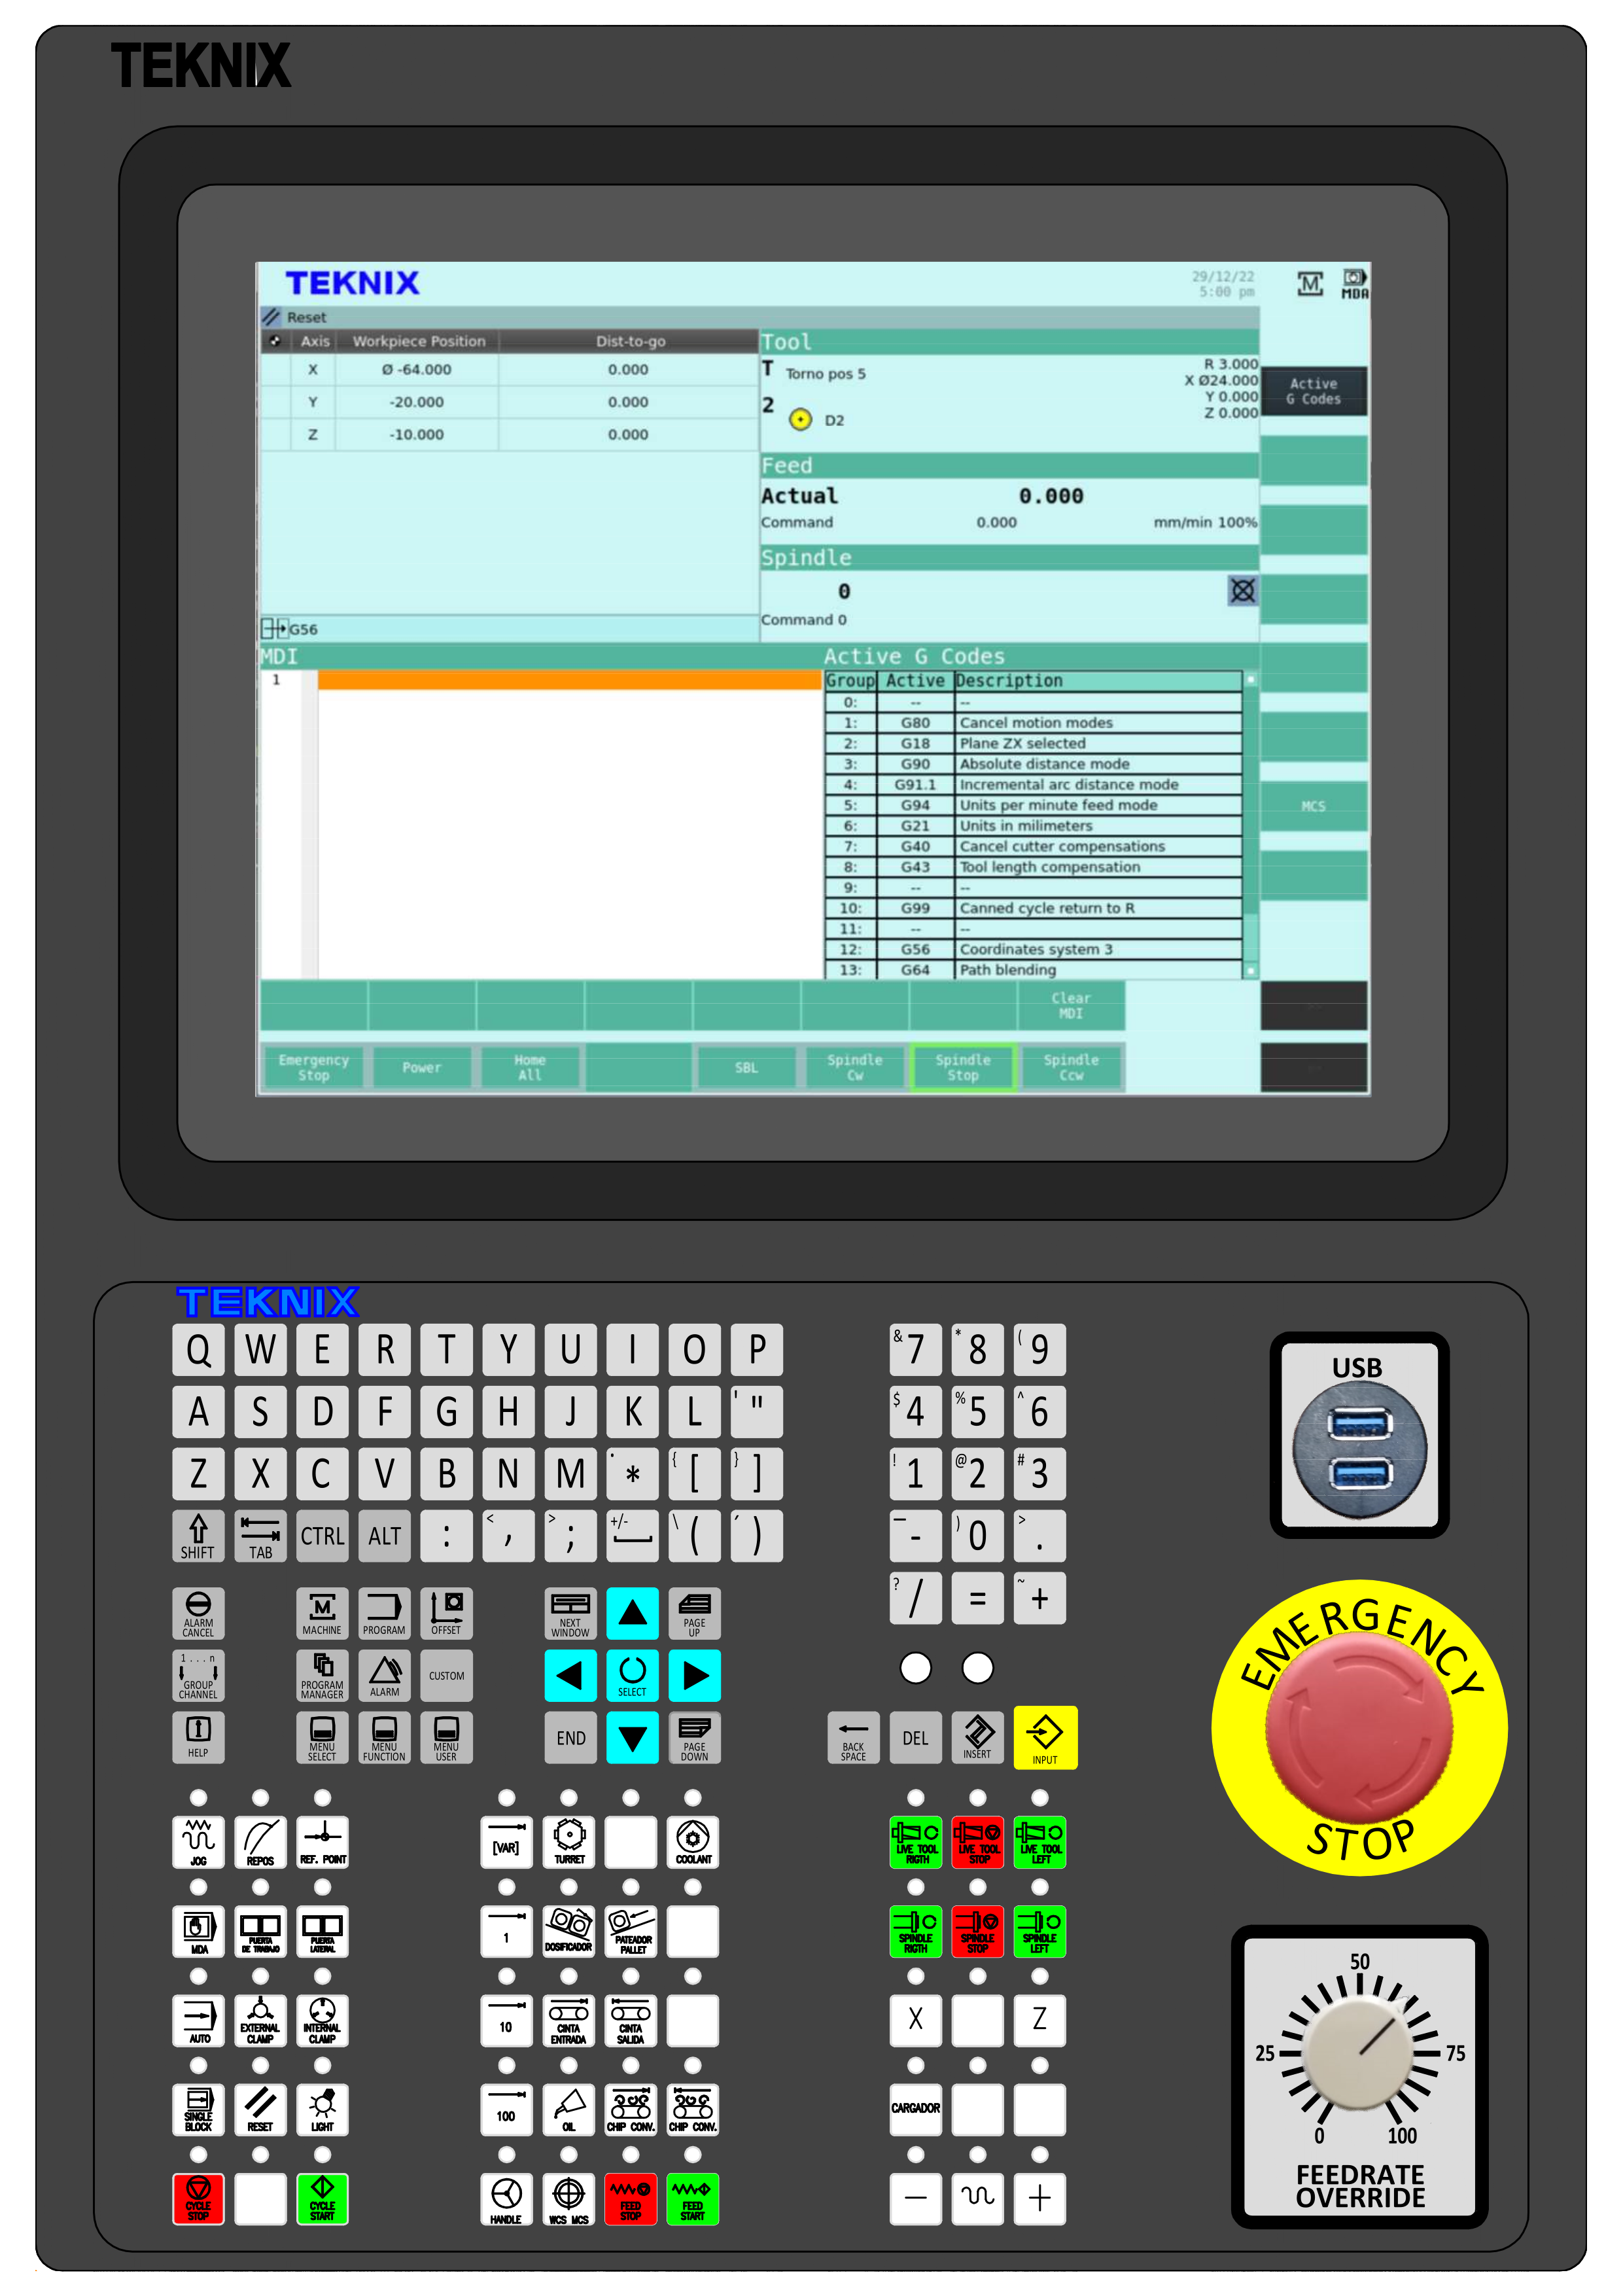 TEKNIX
TEKNIX
29/12/22
5:00 pm
M
MDA
Reset
Axis Workpiece Position Dist-to-go
X Ø -64.000 0.000
Y -20.000 0.000
Z -10.000 0.000
G56
Tool
T Torno pos 5
2 D2
R 3.000
X Ø24.000
Y 0.000
Z 0.000
Feed
Actual 0.000
Command 0.000 mm/min 100%
Spindle
0
Command 0
Active
G Codes
MCS
MDI
1
Active G Codes
Group Active Description
0: -- --
1: G80 Cancel motion modes
2: G18 Plane ZX selected
3: G90 Absolute distance mode
4: G91.1 Incremental arc distance mode
5: G94 Units per minute feed mode
6: G21 Units in milimeters
7: G40 Cancel cutter compensations
8: G43 Tool length compensation
9: -- --
10: G99 Canned cycle return to R
11: -- --
12: G56 Coordinates system 3
13: G64 Path blending
Clear
MDI
Emergency
Stop
Power
Home
All
SBL
Spindle
Cw
Spindle
Stop
Spindle
Ccw
TEKNIX
Q W E R T Y U I O P
A S D F G H J K L ' "
Z X C V B N M * { [ } ]
SHIFT TAB CTRL ALT : < , > ; +/- \ ( ´ )
& 7 * 8 ( 9
$ 4 % 5 ^ 6
! 1 @ 2 # 3
_ - ) 0 > .
? / = ~ +
ALARM
CANCEL
M
MACHINE
PROGRAM
OFFSET
NEXT
WINDOW
PAGE
UP
1 . . . n
GROUP
CHANNEL
PROGRAM
MANAGER
ALARM
CUSTOM
SELECT
HELP
MENU
SELECT
MENU
FUNCTION
MENU
USER
END
PAGE
DOWN
BACK
SPACE
DEL
INSERT
INPUT
JOG
REPOS
REF. POINT
[VAR]
TURRET
COOLANT
LIVE TOOL
RIGTH
LIVE TOOL
STOP
LIVE TOOL
LEFT
MDA
PUERTA
DE TRABAJO
PUERTA
LATERAL
1
DOSIFICADOR
PATEADOR
PALLET
SPINDLE
RIGTH
SPINDLE
STOP
SPINDLE
LEFT
AUTO
EXTERNAL
CLAMP
INTERNAL
CLAMP
10
CINTA
ENTRADA
CINTA
SALIDA
X
Z
SINGLE
BLOCK
RESET
LIGHT
100
OIL
CHIP CONV.
CHIP CONV.
CARGADOR
CYCLE
STOP
CYCLE
START
HANDLE
WCS MCS
FEED
STOP
FEED
START
− +
USB
EMERGENCY
STOP
50
25 75
0 100
FEEDRATE
OVERRIDE